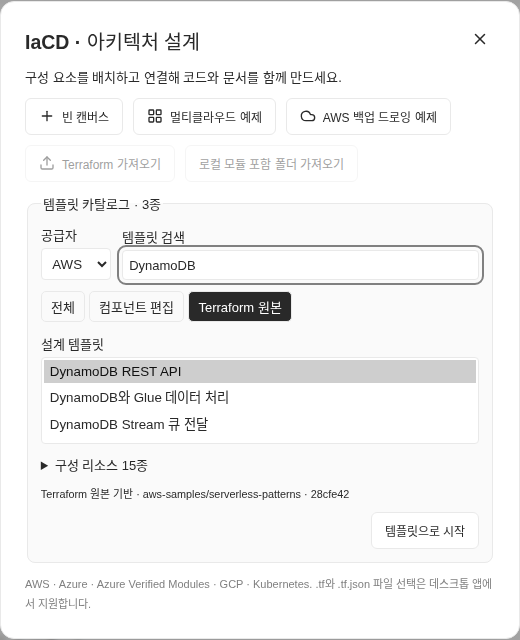 IaCD · 아키텍처 설계
구성 요소를 배치하고 연결해 코드와 문서를 함께 만드세요.
빈 캔버스
멀티클라우드 예제
AWS 백업 드로잉 예제
Terraform 가져오기
로컬 모듈 포함 폴더 가져오기
템플릿 카탈로그 · 3종
공급자
템플릿 검색
AWS
DynamoDB
전체
컴포넌트 편집
Terraform 원본
설계 템플릿
DynamoDB REST API
DynamoDB와 Glue 데이터 처리
DynamoDB Stream 큐 전달
구성 리소스 15종
Terraform 원본 기반 · aws-samples/serverless-patterns · 28cfe42
템플릿으로 시작
AWS · Azure · Azure Verified Modules · GCP · Kubernetes. .tf와 .tf.json 파일 선택은 데스크톱 앱에
서 지원합니다.